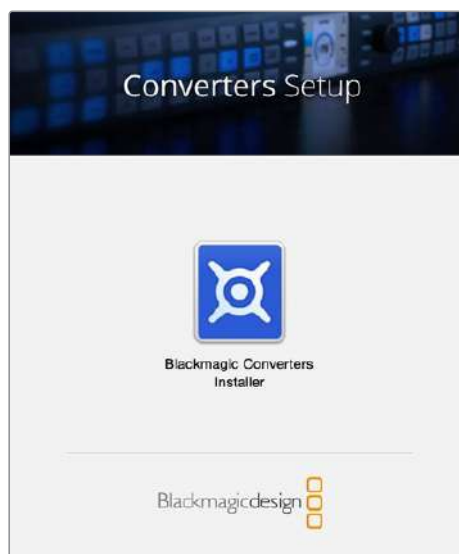 Converters Setup
Blackmagic Converters
Installer
Blackmagicdesign